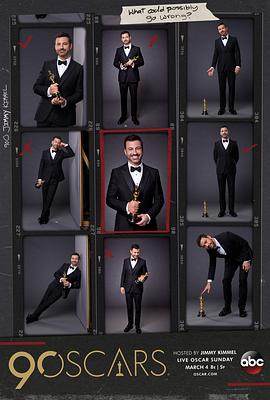 What could possibly
go wrong?
90 OSCARS
HOSTED BY JIMMY KIMMEL
LIVE OSCAR SUNDAY
MARCH 4 8E | 5P
OSCAR.COM
abc